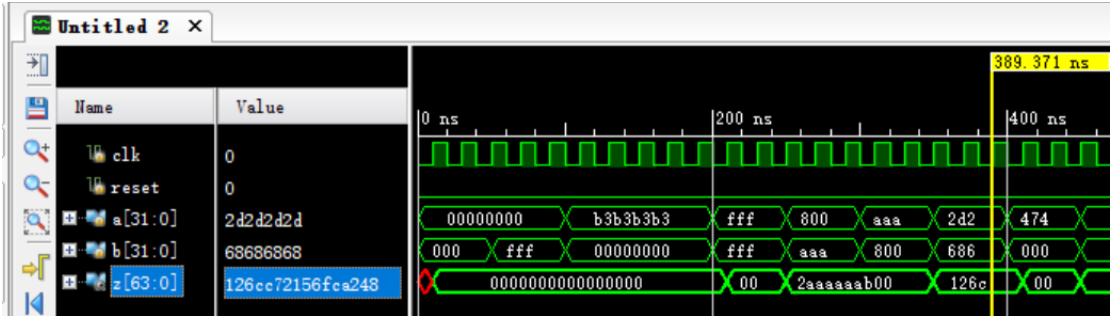 Untitled 2 X
389.371 ns
Name Value
0 ns 200 ns 400 ns
clk 0
reset 0
a[31:0] 2d2d2d2d 00000000 b3b3b3b3 fff 800 aaa 2d2 474
b[31:0] 68686868 000 fff 00000000 fff aaa 800 686 000
z[63:0] 126cc72156fca248 0000000000000000 00 2aaaaaab00 126c 00